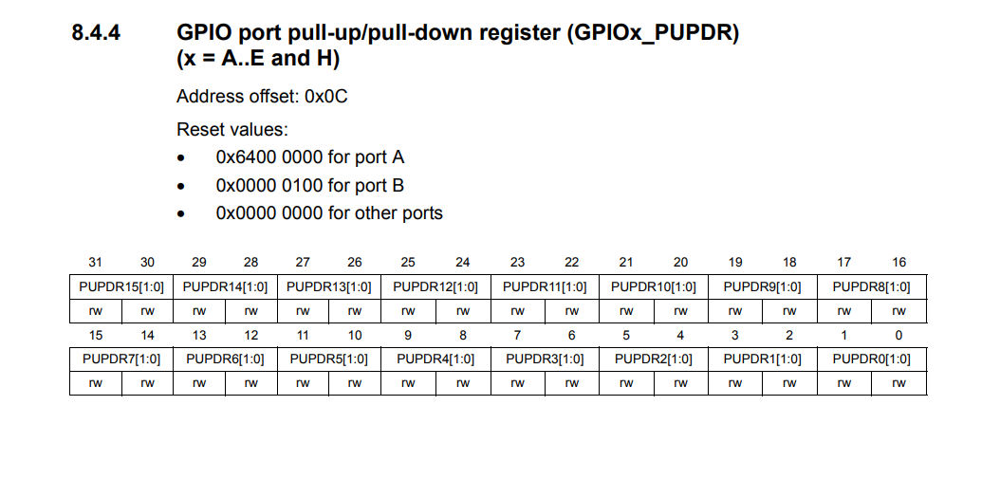 8.4.4 GPIO port pull-up/pull-down register (GPIOx_PUPDR)
(x = A..E and H)
Address offset: 0x0C
Reset values:
• 0x6400 0000 for port A
• 0x0000 0100 for port B
• 0x0000 0000 for other ports
31 30 29 28 27 26 25 24 23 22 21 20 19 18 17 16
PUPDR15[1:0] PUPDR14[1:0] PUPDR13[1:0] PUPDR12[1:0] PUPDR11[1:0] PUPDR10[1:0] PUPDR9[1:0] PUPDR8[1:0]
rw rw rw rw rw rw rw rw rw rw rw rw rw rw rw rw
15 14 13 12 11 10 9 8 7 6 5 4 3 2 1 0
PUPDR7[1:0] PUPDR6[1:0] PUPDR5[1:0] PUPDR4[1:0] PUPDR3[1:0] PUPDR2[1:0] PUPDR1[1:0] PUPDR0[1:0]
rw rw rw rw rw rw rw rw rw rw rw rw rw rw rw rw